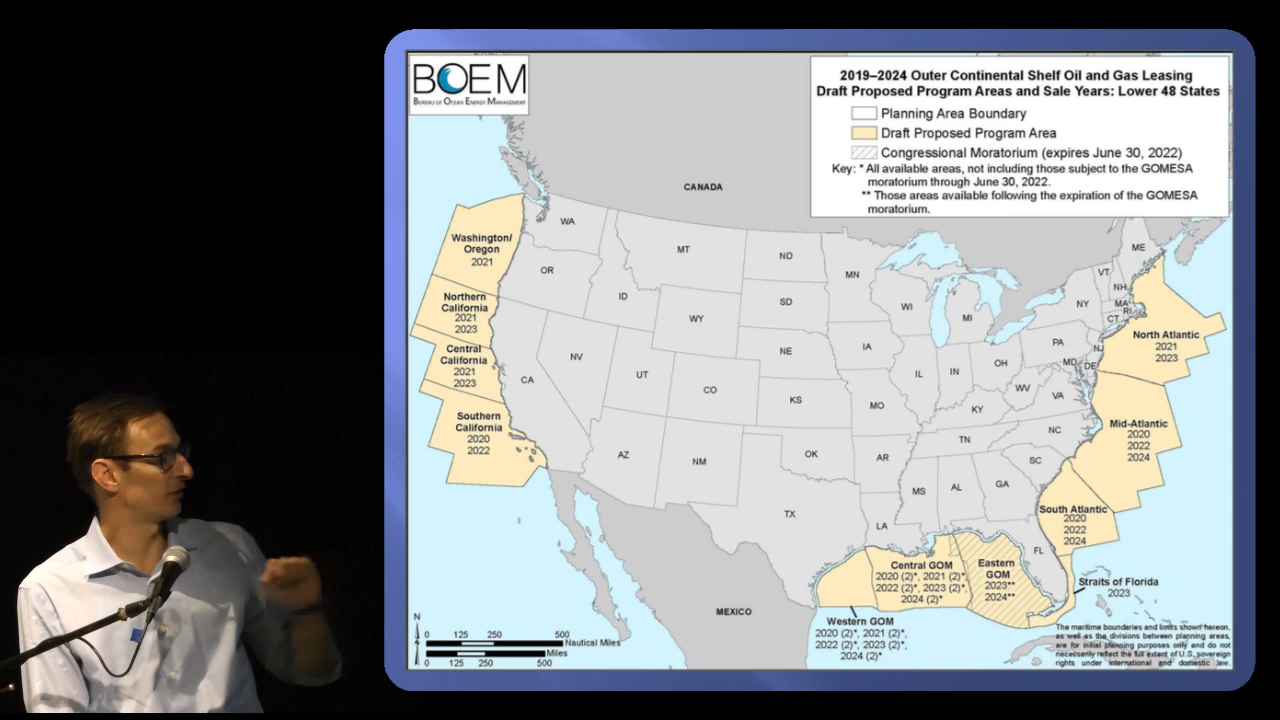 BOEM
BUREAU OF OCEAN ENERGY MANAGEMENT
2019–2024 Outer Continental Shelf Oil and Gas Leasing
Draft Proposed Program Areas and Sale Years: Lower 48 States
Planning Area Boundary
Draft Proposed Program Area
Congressional Moratorium (expires June 30, 2022)
Key: * All available areas, not including those subject to the GOMESA
moratorium through June 30, 2022.
** Those areas available following the expiration of the GOMESA
moratorium.
CANADA
WA
MT
ND
MN
ME
OR
ID
SD
WI
MI
VT
NH
NY
MA
RI
CT
WY
IA
PA
NJ
NV
UT
NE
IL
IN
OH
MD
DE
CA
CO
KS
MO
WV
VA
KY
NC
AZ
NM
OK
AR
TN
SC
MS
AL
GA
TX
LA
FL
MEXICO
Washington/
Oregon
2021
Northern
California
2021
2023
Central
California
2021
2023
Southern
California
2020
2022
North Atlantic
2021
2023
Mid-Atlantic
2020
2022
2024
South Atlantic
2020
2022
2024
Central GOM
2020 (2)*, 2021 (2)*,
2022 (2)*, 2023 (2)*,
2024 (2)*
Eastern
GOM
2023**
2024**
Straits of Florida
2023
Western GOM
2020 (2)*, 2021 (2)*,
2022 (2)*, 2023 (2)*,
2024 (2)*
N
0 125 250 500
Nautical Miles
Miles
0 125 250 500
The maritime boundaries and limits shown hereon,
as well as the divisions between planning areas,
are for initial planning purposes only and do not
necessarily reflect the full extent of U.S. sovereign
rights under international and domestic law.